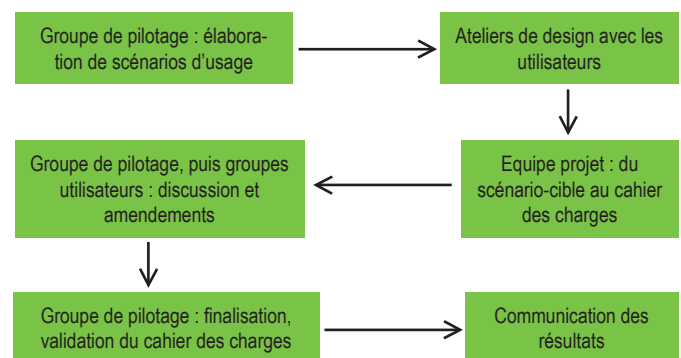 Groupe de pilotage : élabora-
tion de scénarios d'usage
Ateliers de design avec les
utilisateurs
Equipe projet : du
scénario-cible au cahier
des charges
Groupe de pilotage, puis groupes
utilisateurs : discussion et
amendements
Groupe de pilotage : finalisation,
validation du cahier des charges
Communication des
résultats